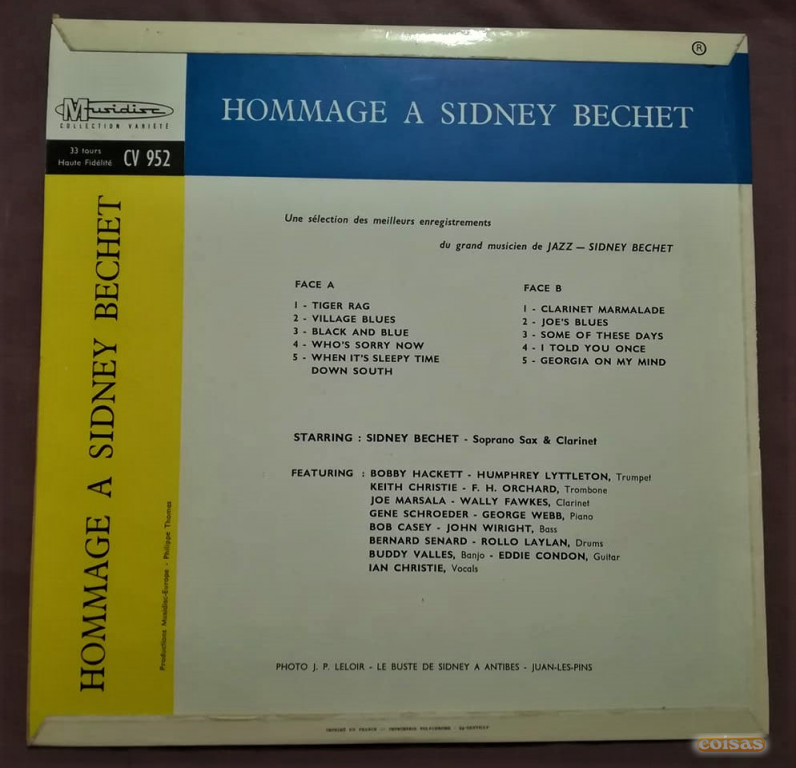 ®
Musidisc
COLLECTION VARIÉTÉ
33 tours
Haute Fidélité CV 952
HOMMAGE A SIDNEY BECHET
HOMMAGE A SIDNEY BECHET
Productions Musidisc-Europe - Philippe Thomas
Une sélection des meilleurs enregistrements
du grand musicien de JAZZ — SIDNEY BECHET
FACE A
1 - TIGER RAG
2 - VILLAGE BLUES
3 - BLACK AND BLUE
4 - WHO'S SORRY NOW
5 - WHEN IT'S SLEEPY TIME
DOWN SOUTH
FACE B
1 - CLARINET MARMALADE
2 - JOE'S BLUES
3 - SOME OF THESE DAYS
4 - I TOLD YOU ONCE
5 - GEORGIA ON MY MIND
STARRING : SIDNEY BECHET - Soprano Sax & Clarinet
FEATURING : BOBBY HACKETT - HUMPHREY LYTTLETON, Trumpet
KEITH CHRISTIE - F. H. ORCHARD, Trombone
JOE MARSALA - WALLY FAWKES, Clarinet
GENE SCHROEDER - GEORGE WEBB, Piano
BOB CASEY - JOHN WIRIGHT, Bass
BERNARD SENARD - ROLLO LAYLAN, Drums
BUDDY VALLES, Banjo - EDDIE CONDON, Guitar
IAN CHRISTIE, Vocals
PHOTO J. P. LELOIR - LE BUSTE DE SIDNEY A ANTIBES - JUAN-LES-PINS
IMPRIMÉ EN FRANCE — IMPRIMERIE
coisas